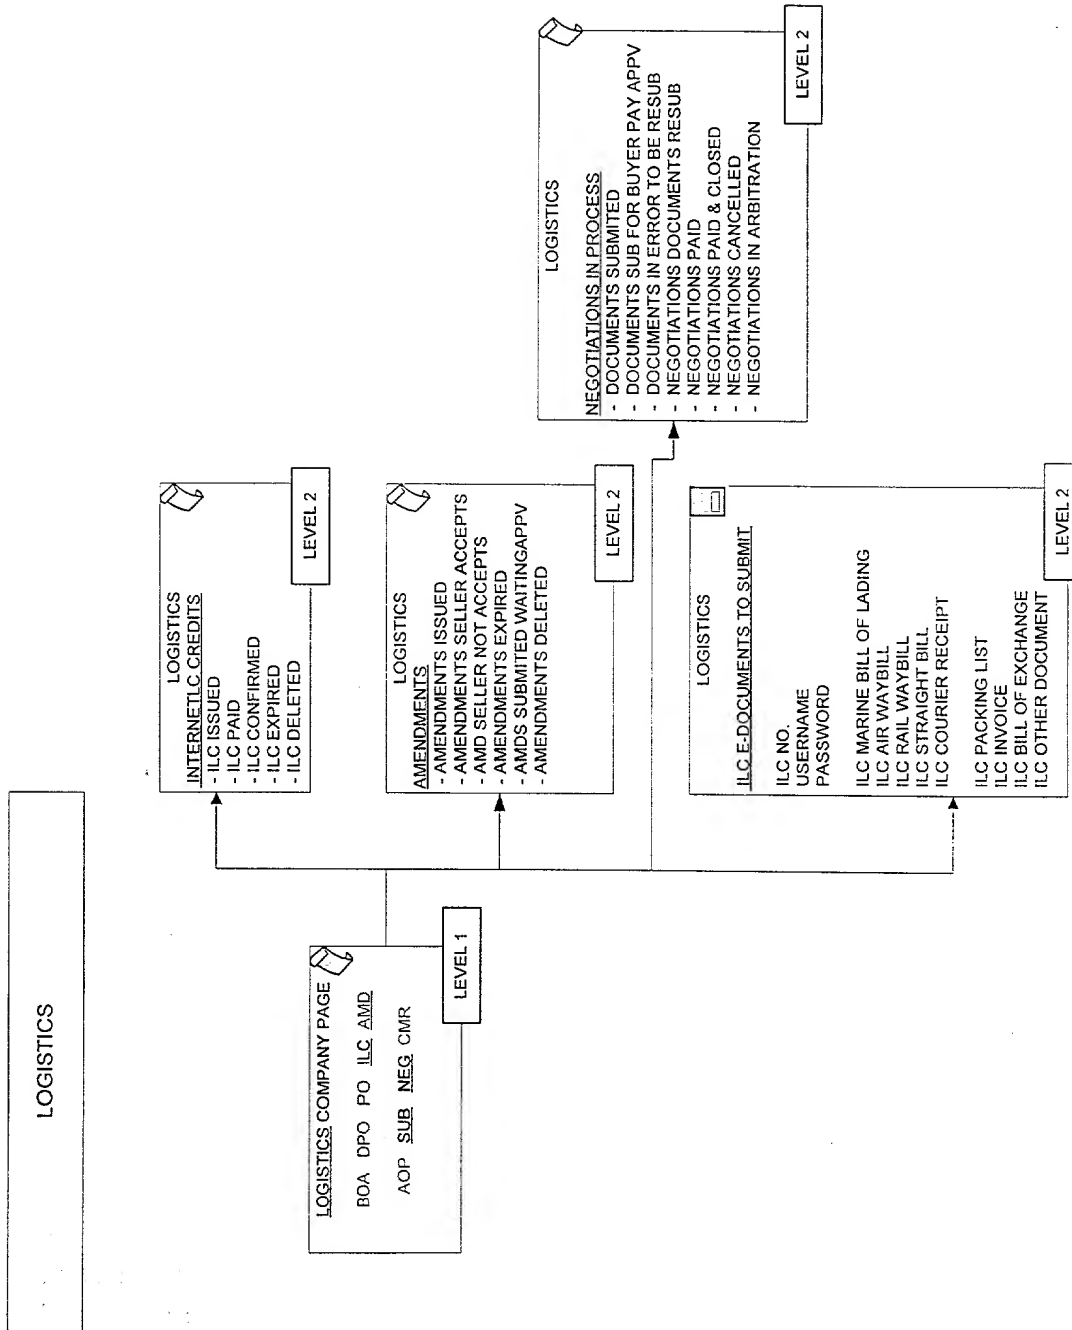 LOGISTICS
LOGISTICS COMPANY PAGE
BOA DPO PO ILC AMD
AOP SUB NEG CMR
LEVEL 1
LOGISTICS
INTERNETLC CREDITS
- ILC ISSUED
- ILC PAID
- ILC CONFIRMED
- ILC EXPIRED
- ILC DELETED
LEVEL 2
LOGISTICS
AMENDMENTS
- AMENDMENTS ISSUED
- AMENDMENTS SELLER ACCEPTS
- AMD SELLER NOT ACCEPTS
- AMENDMENTS EXPIRED
- AMDS SUBMITED WAITINGAPPV
- AMENDMENTS DELETED
LEVEL 2
LOGISTICS
ILC E-DOCUMENTS TO SUBMIT
ILC NO.
USERNAME
PASSWORD
ILC MARINE BILL OF LADING
ILC AIR WAYBILL
ILC RAIL WAYBILL
ILC STRAIGHT BILL
ILC COURIER RECEIPT
ILC PACKING LIST
ILC INVOICE
ILC BILL OF EXCHANGE
ILC OTHER DOCUMENT
LEVEL 2
LOGISTICS
NEGOTIATIONS IN PROCESS
- DOCUMENTS SUBMITED
- DOCUMENTS SUB FOR BUYER PAY APPV
- DOCUMENTS IN ERROR TO BE RESUB
- NEGOTIATIONS DOCUMENTS RESUB
- NEGOTIATIONS PAID
- NEGOTIATIONS PAID & CLOSED
- NEGOTIATIONS CANCELLED
- NEGOTIATIONS IN ARBITRATION
LEVEL 2